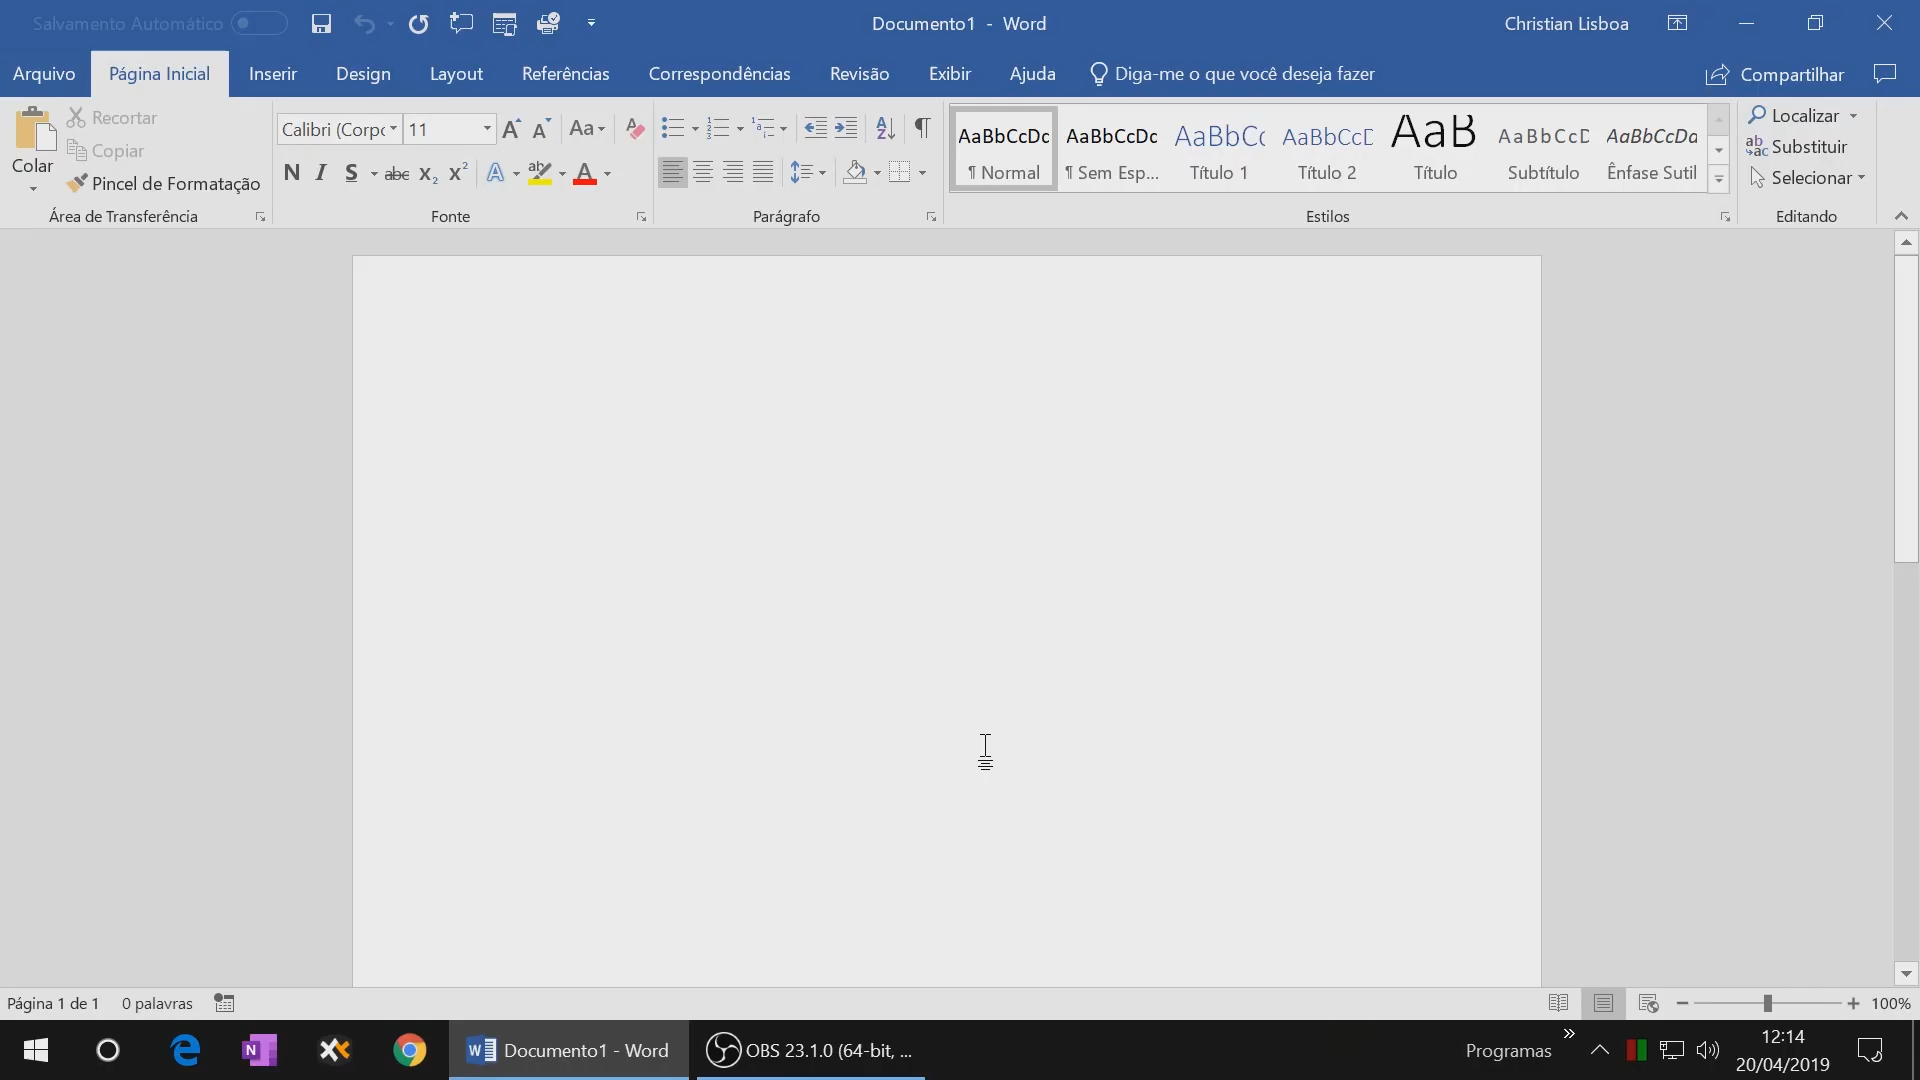 Salvamento Automático
Documento1 - Word
Christian Lisboa
Arquivo
Página Inicial
Inserir
Design
Layout
Referências
Correspondências
Revisão
Exibir
Ajuda
Diga-me o que você deseja fazer
Compartilhar
Colar
Recortar
Copiar
Pincel de Formatação
Área de Transferência
Calibri (Corpo
11
Aa
N I S abc X₂ X²
Fonte
Parágrafo
AaBbCcDc
¶ Normal
AaBbCcDc
¶ Sem Esp...
AaBbC(
Título 1
AaBbCcE
Título 2
AaB
Título
AaBbCcD
Subtítulo
AaBbCcDa
Ênfase Sutil
Estilos
Localizar
Substituir
Selecionar
Editando
Página 1 de 1
0 palavras
100%
Documento1 - Word
OBS 23.1.0 (64-bit, ...
Programas
12:14
20/04/2019